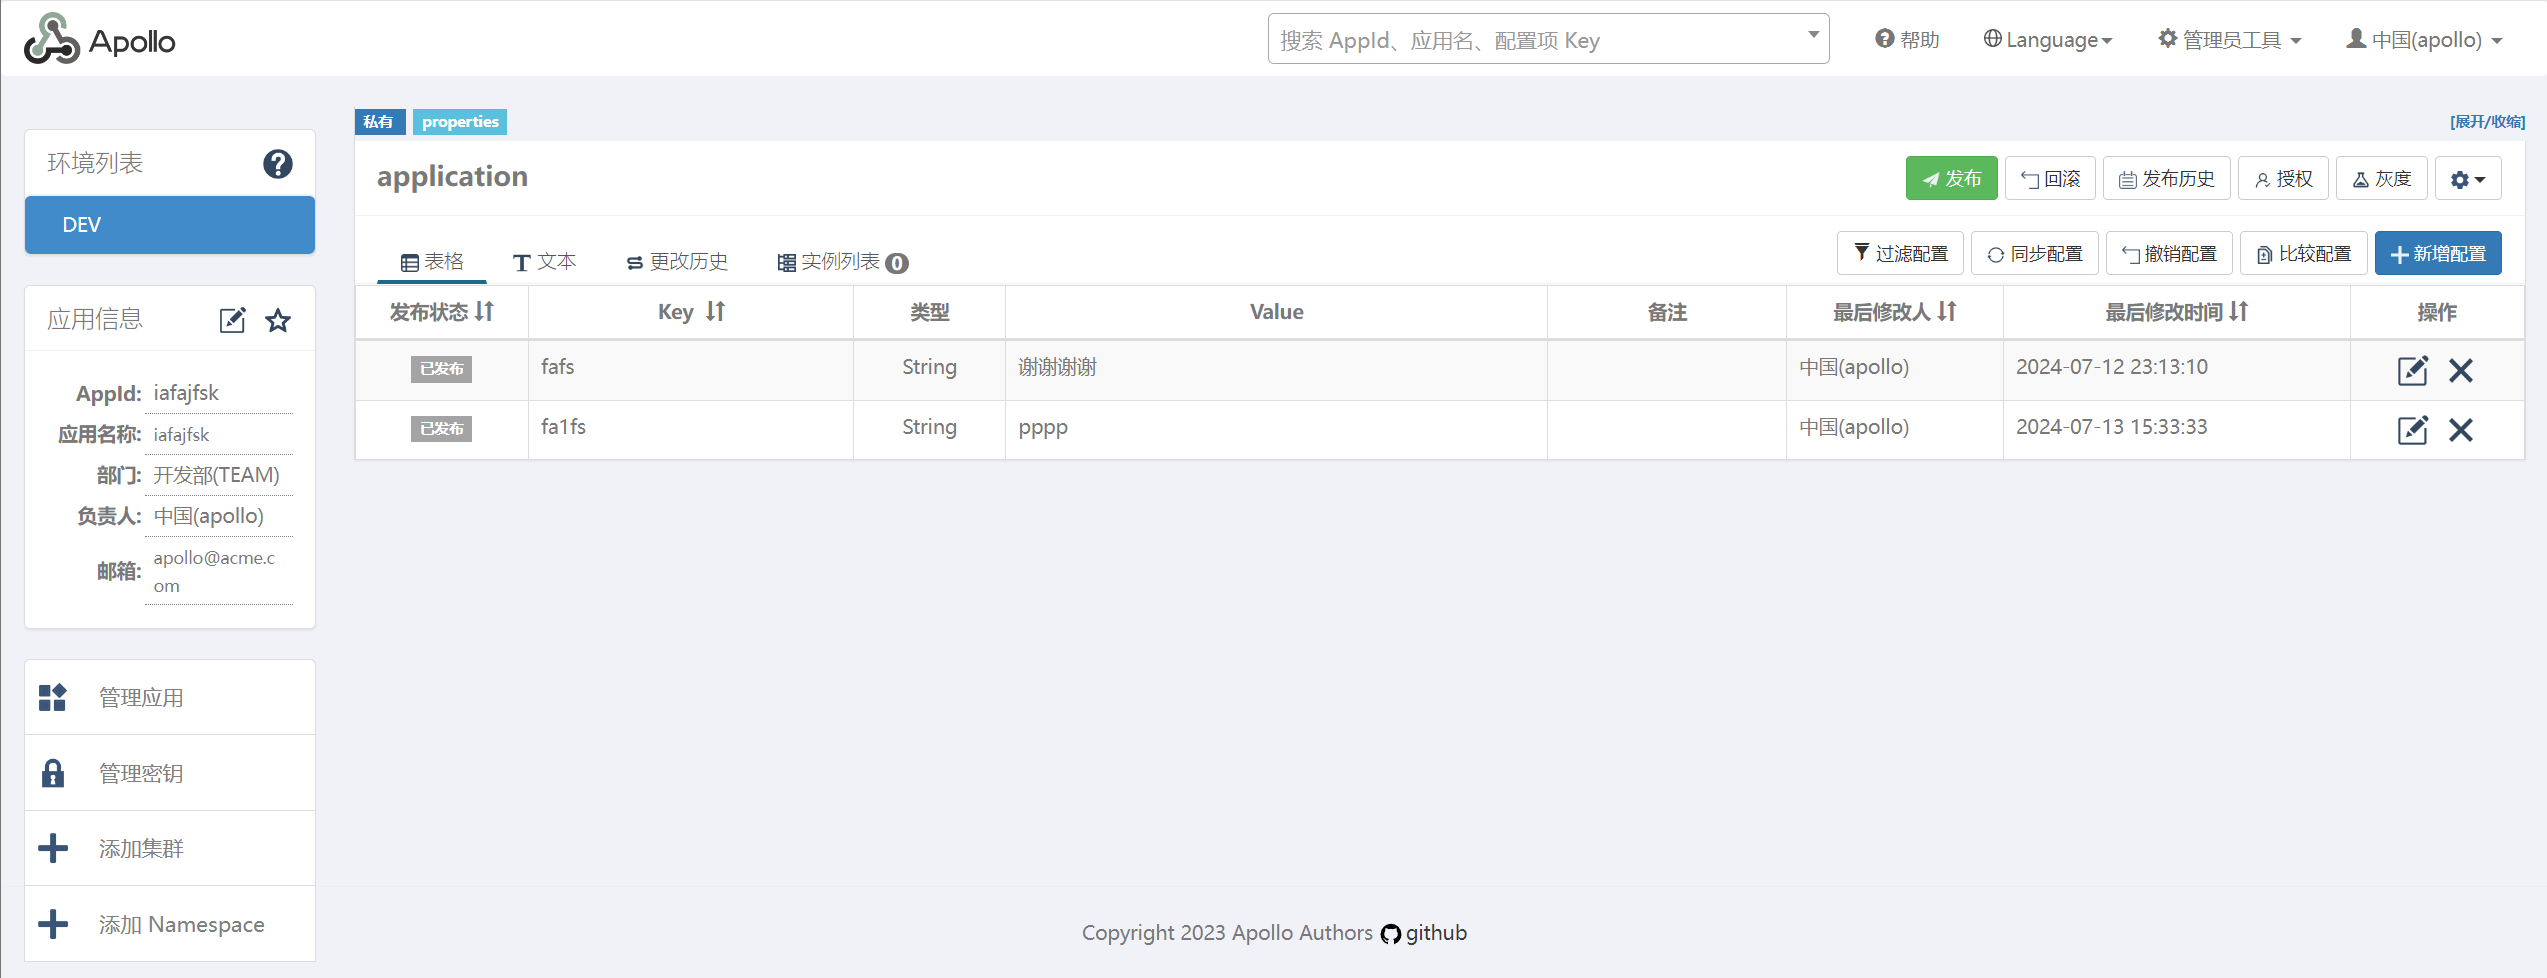 Apollo
搜索 AppId、应用名、配置项 Key
帮助
Language
管理员工具
中国(apollo)
私有 properties
[展开/收缩]
环境列表
DEV
application
发布
回滚
发布历史
授权
灰度
表格
文本
更改历史
实例列表 0
过滤配置
同步配置
撤销配置
比较配置
新增配置
发布状态 Key 类型 Value 备注 最后修改人 最后修改时间 操作
已发布 fafs String 谢谢谢谢 中国(apollo) 2024-07-12 23:13:10
已发布 fa1fs String pppp 中国(apollo) 2024-07-13 15:33:33
应用信息
AppId: iafajfsk
应用名称: iafajfsk
部门: 开发部(TEAM)
负责人: 中国(apollo)
邮箱: apollo@acme.c
om
管理应用
管理密钥
添加集群
添加 Namespace
Copyright 2023 Apollo Authors github